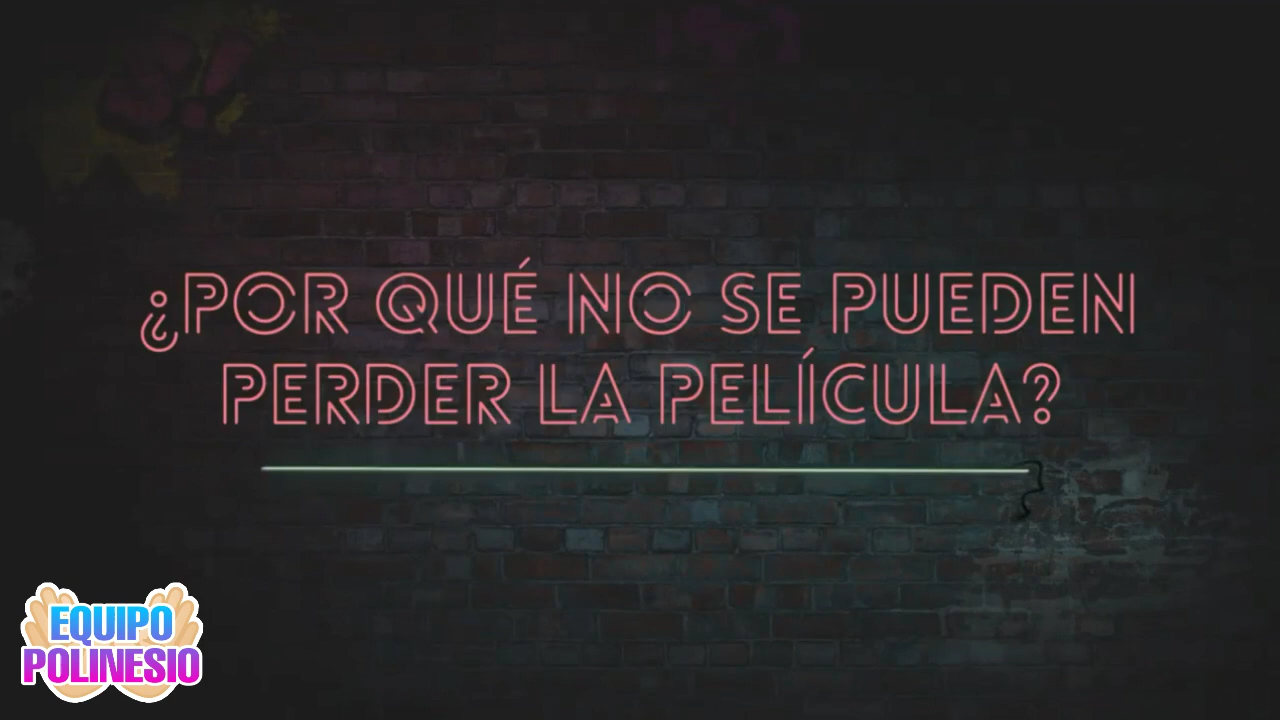 ¿POR QUÉ NO SE PUEDEN
PERDER LA PELÍCULA?
EQUIPO
POLINESIO